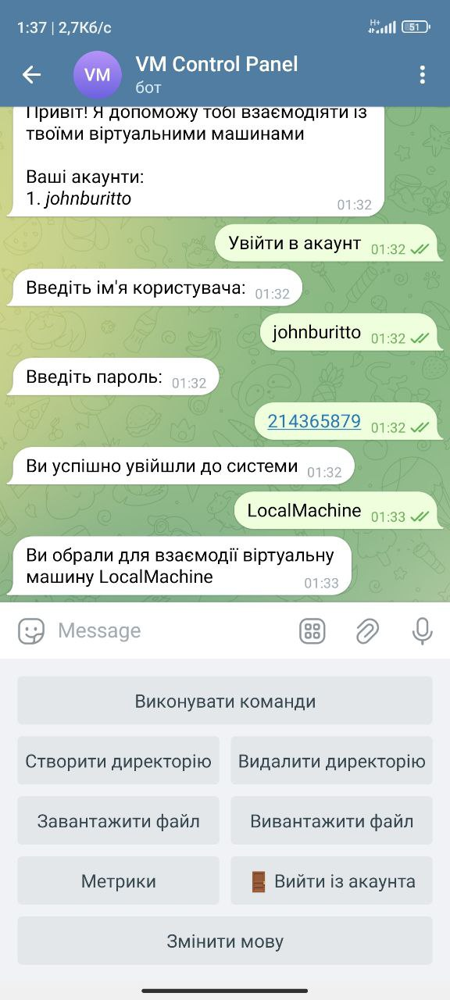 1:37 | 2,7Кб/с
H+
51
VM
VM Control Panel
бот
Привіт! Я допоможу тобі взаємодіяти із
твоїми віртуальними машинами
Ваші акаунти:
1. johnburitto
01:32
Увійти в акаунт 01:32
Введіть ім'я користувача: 01:32
johnburitto 01:32
Введіть пароль: 01:32
214365879 01:32
Ви успішно увійшли до системи 01:32
LocalMachine 01:33
Ви обрали для взаємодії віртуальну
машину LocalMachine 01:33
Message
Виконувати команди
Створити директорію
Видалити директорію
Завантажити файл
Вивантажити файл
Метрики
Вийти із акаунта
Змінити мову